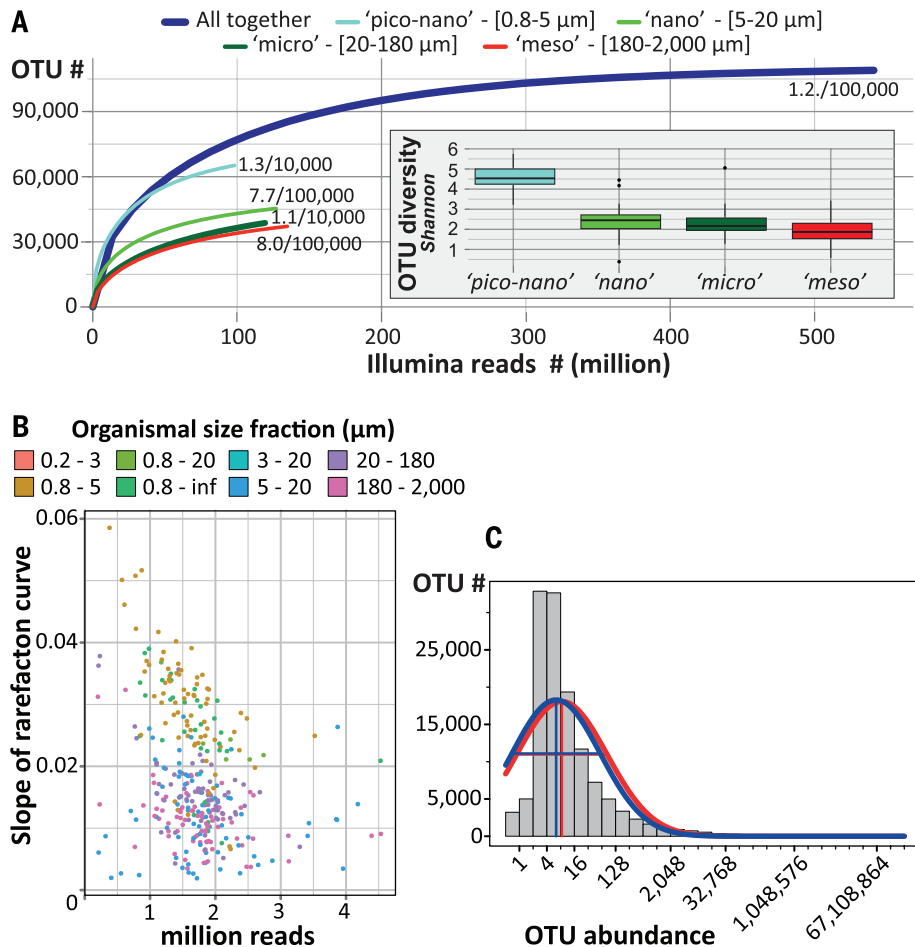 A
All together 'pico-nano' - [0.8-5 µm] 'nano' - [5-20 µm]
'micro' - [20-180 µm] 'meso' - [180-2,000 µm]
OTU #
90,000
60,000
30,000
0
1.2./100,000
1.3/10,000
7.7/100,000
1.1/10,000
8.0/100,000
OTU diversity
Shannon
6
5
4
3
2
1
'pico-nano' 'nano' 'micro' 'meso'
0 100 200 300 400 500
Illumina reads # (million)
B
Organismal size fraction (µm)
0.2 - 3 0.8 - 20 3 - 20 20 - 180
0.8 - 5 0.8 - inf 5 - 20 180 - 2,000
Slope of rarefacton curve
0.06
0.04
0.02
0
1 2 3 4
million reads
C
OTU #
25,000
15,000
5,000
0
1 4 16 128 2,048 32,768 1,048,576 67,108,864
OTU abundance